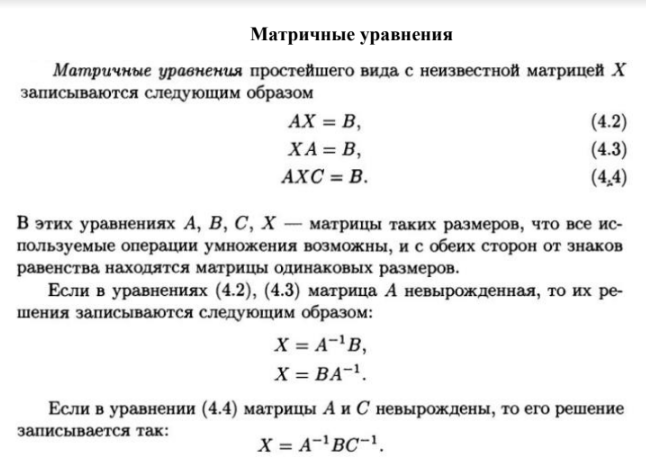 Матричные уравнения
Матричные уравнения простейшего вида с неизвестной матрицей X
записываются следующим образом
AX = B, (4.2)
XA = B, (4.3)
AXC = B. (4.4)
В этих уравнениях A, B, C, X — матрицы таких размеров, что все ис-
пользуемые операции умножения возможны, и с обеих сторон от знаков
равенства находятся матрицы одинаковых размеров.
Если в уравнениях (4.2), (4.3) матрица A невырожденная, то их ре-
шения записываются следующим образом:
X = A⁻¹B,
X = BA⁻¹.
Если в уравнении (4.4) матрицы A и C невырождены, то его решение
записывается так:
X = A⁻¹BC⁻¹.